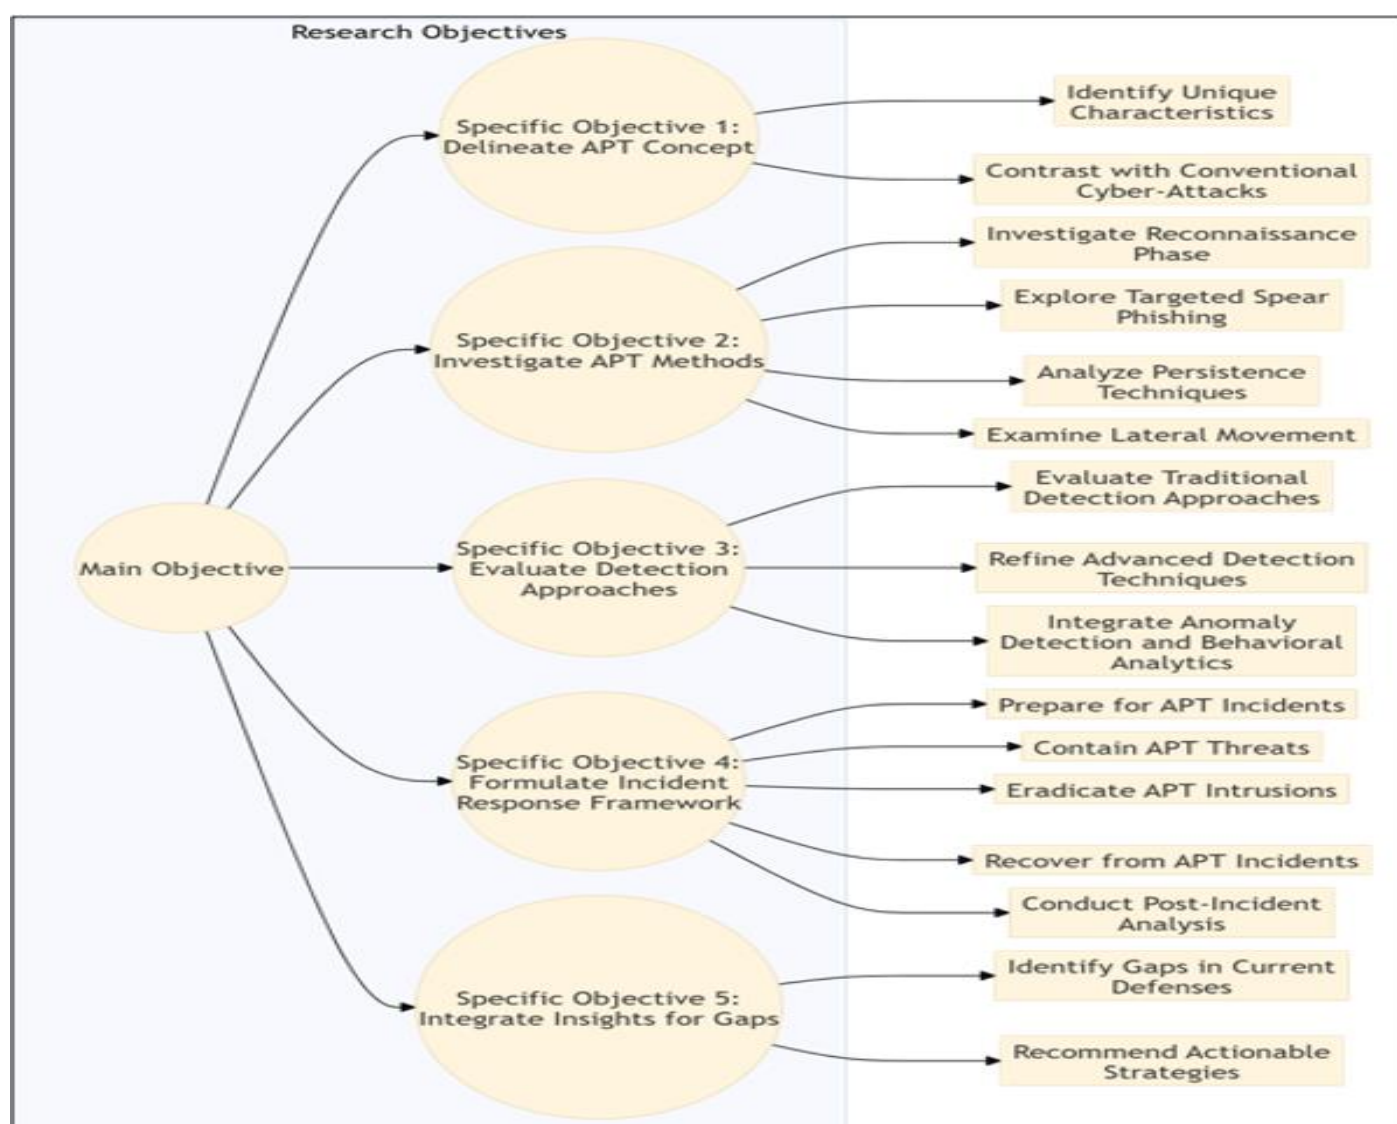 Research Objectives
Main Objective
Specific Objective 1:
Delineate APT Concept
Identify Unique
Characteristics
Contrast with Conventional
Cyber-Attacks
Specific Objective 2:
Investigate APT Methods
Investigate Reconnaissance
Phase
Explore Targeted Spear
Phishing
Analyze Persistence
Techniques
Examine Lateral Movement
Specific Objective 3:
Evaluate Detection
Approaches
Evaluate Traditional
Detection Approaches
Refine Advanced Detection
Techniques
Integrate Anomaly
Detection and Behavioral
Analytics
Specific Objective 4:
Formulate Incident
Response Framework
Prepare for APT Incidents
Contain APT Threats
Eradicate APT Intrusions
Recover from APT Incidents
Conduct Post-Incident
Analysis
Specific Objective 5:
Integrate Insights for Gaps
Identify Gaps in Current
Defenses
Recommend Actionable
Strategies